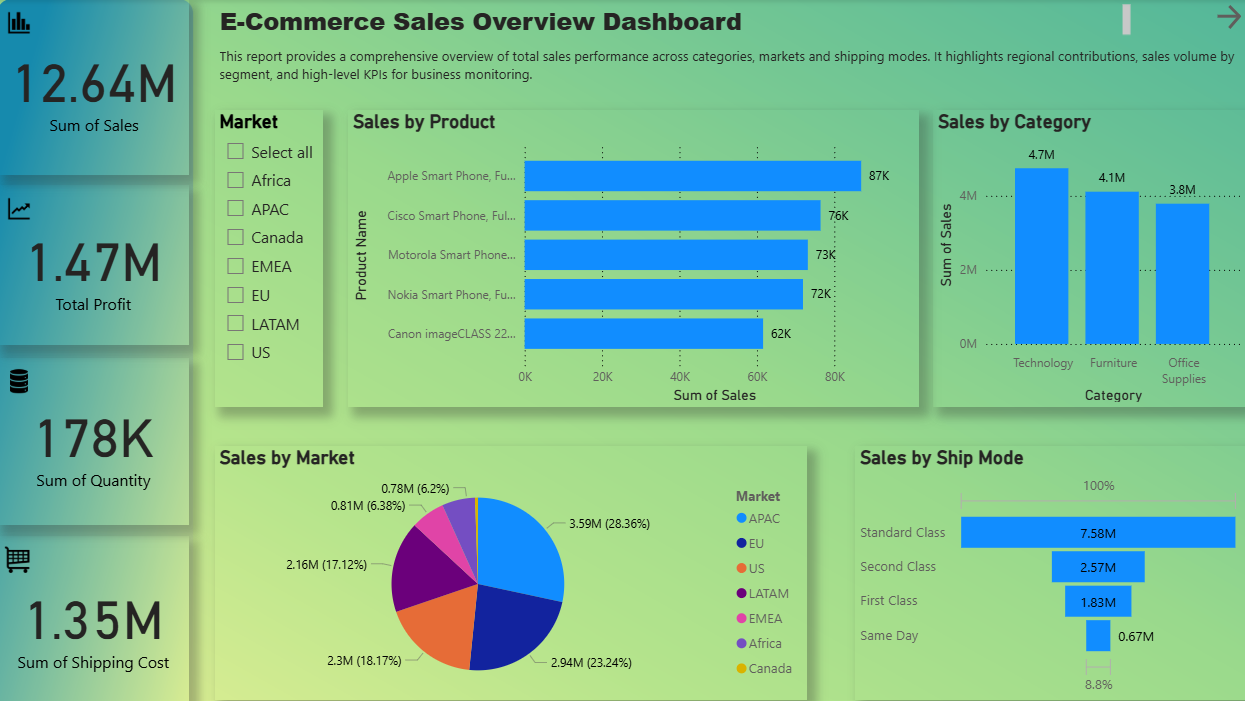 E-Commerce Sales Overview Dashboard
This report provides a comprehensive overview of total sales performance across categories, markets and shipping modes. It highlights regional contributions, sales volume by
segment, and high-level KPIs for business monitoring.
12.64M
Sum of Sales
1.47M
Total Profit
178K
Sum of Quantity
1.35M
Sum of Shipping Cost
Market
Select all
Africa
APAC
Canada
EMEA
EU
LATAM
US
Sales by Product
Product Name
Apple Smart Phone, Fu...
87K
Cisco Smart Phone, Ful...
76K
Motorola Smart Phone...
73K
Nokia Smart Phone, Fu...
72K
Canon imageCLASS 22...
62K
0K
20K
40K
60K
80K
Sum of Sales
Sales by Category
Sum of Sales
4M
2M
0M
4.7M
4.1M
3.8M
Technology
Furniture
Office
Supplies
Category
Sales by Market
0.78M (6.2%)
0.81M (6.38%)
3.59M (28.36%)
2.16M (17.12%)
2.3M (18.17%)
2.94M (23.24%)
Market
APAC
EU
US
LATAM
EMEA
Africa
Canada
Sales by Ship Mode
100%
Standard Class
7.58M
Second Class
2.57M
First Class
1.83M
Same Day
0.67M
8.8%